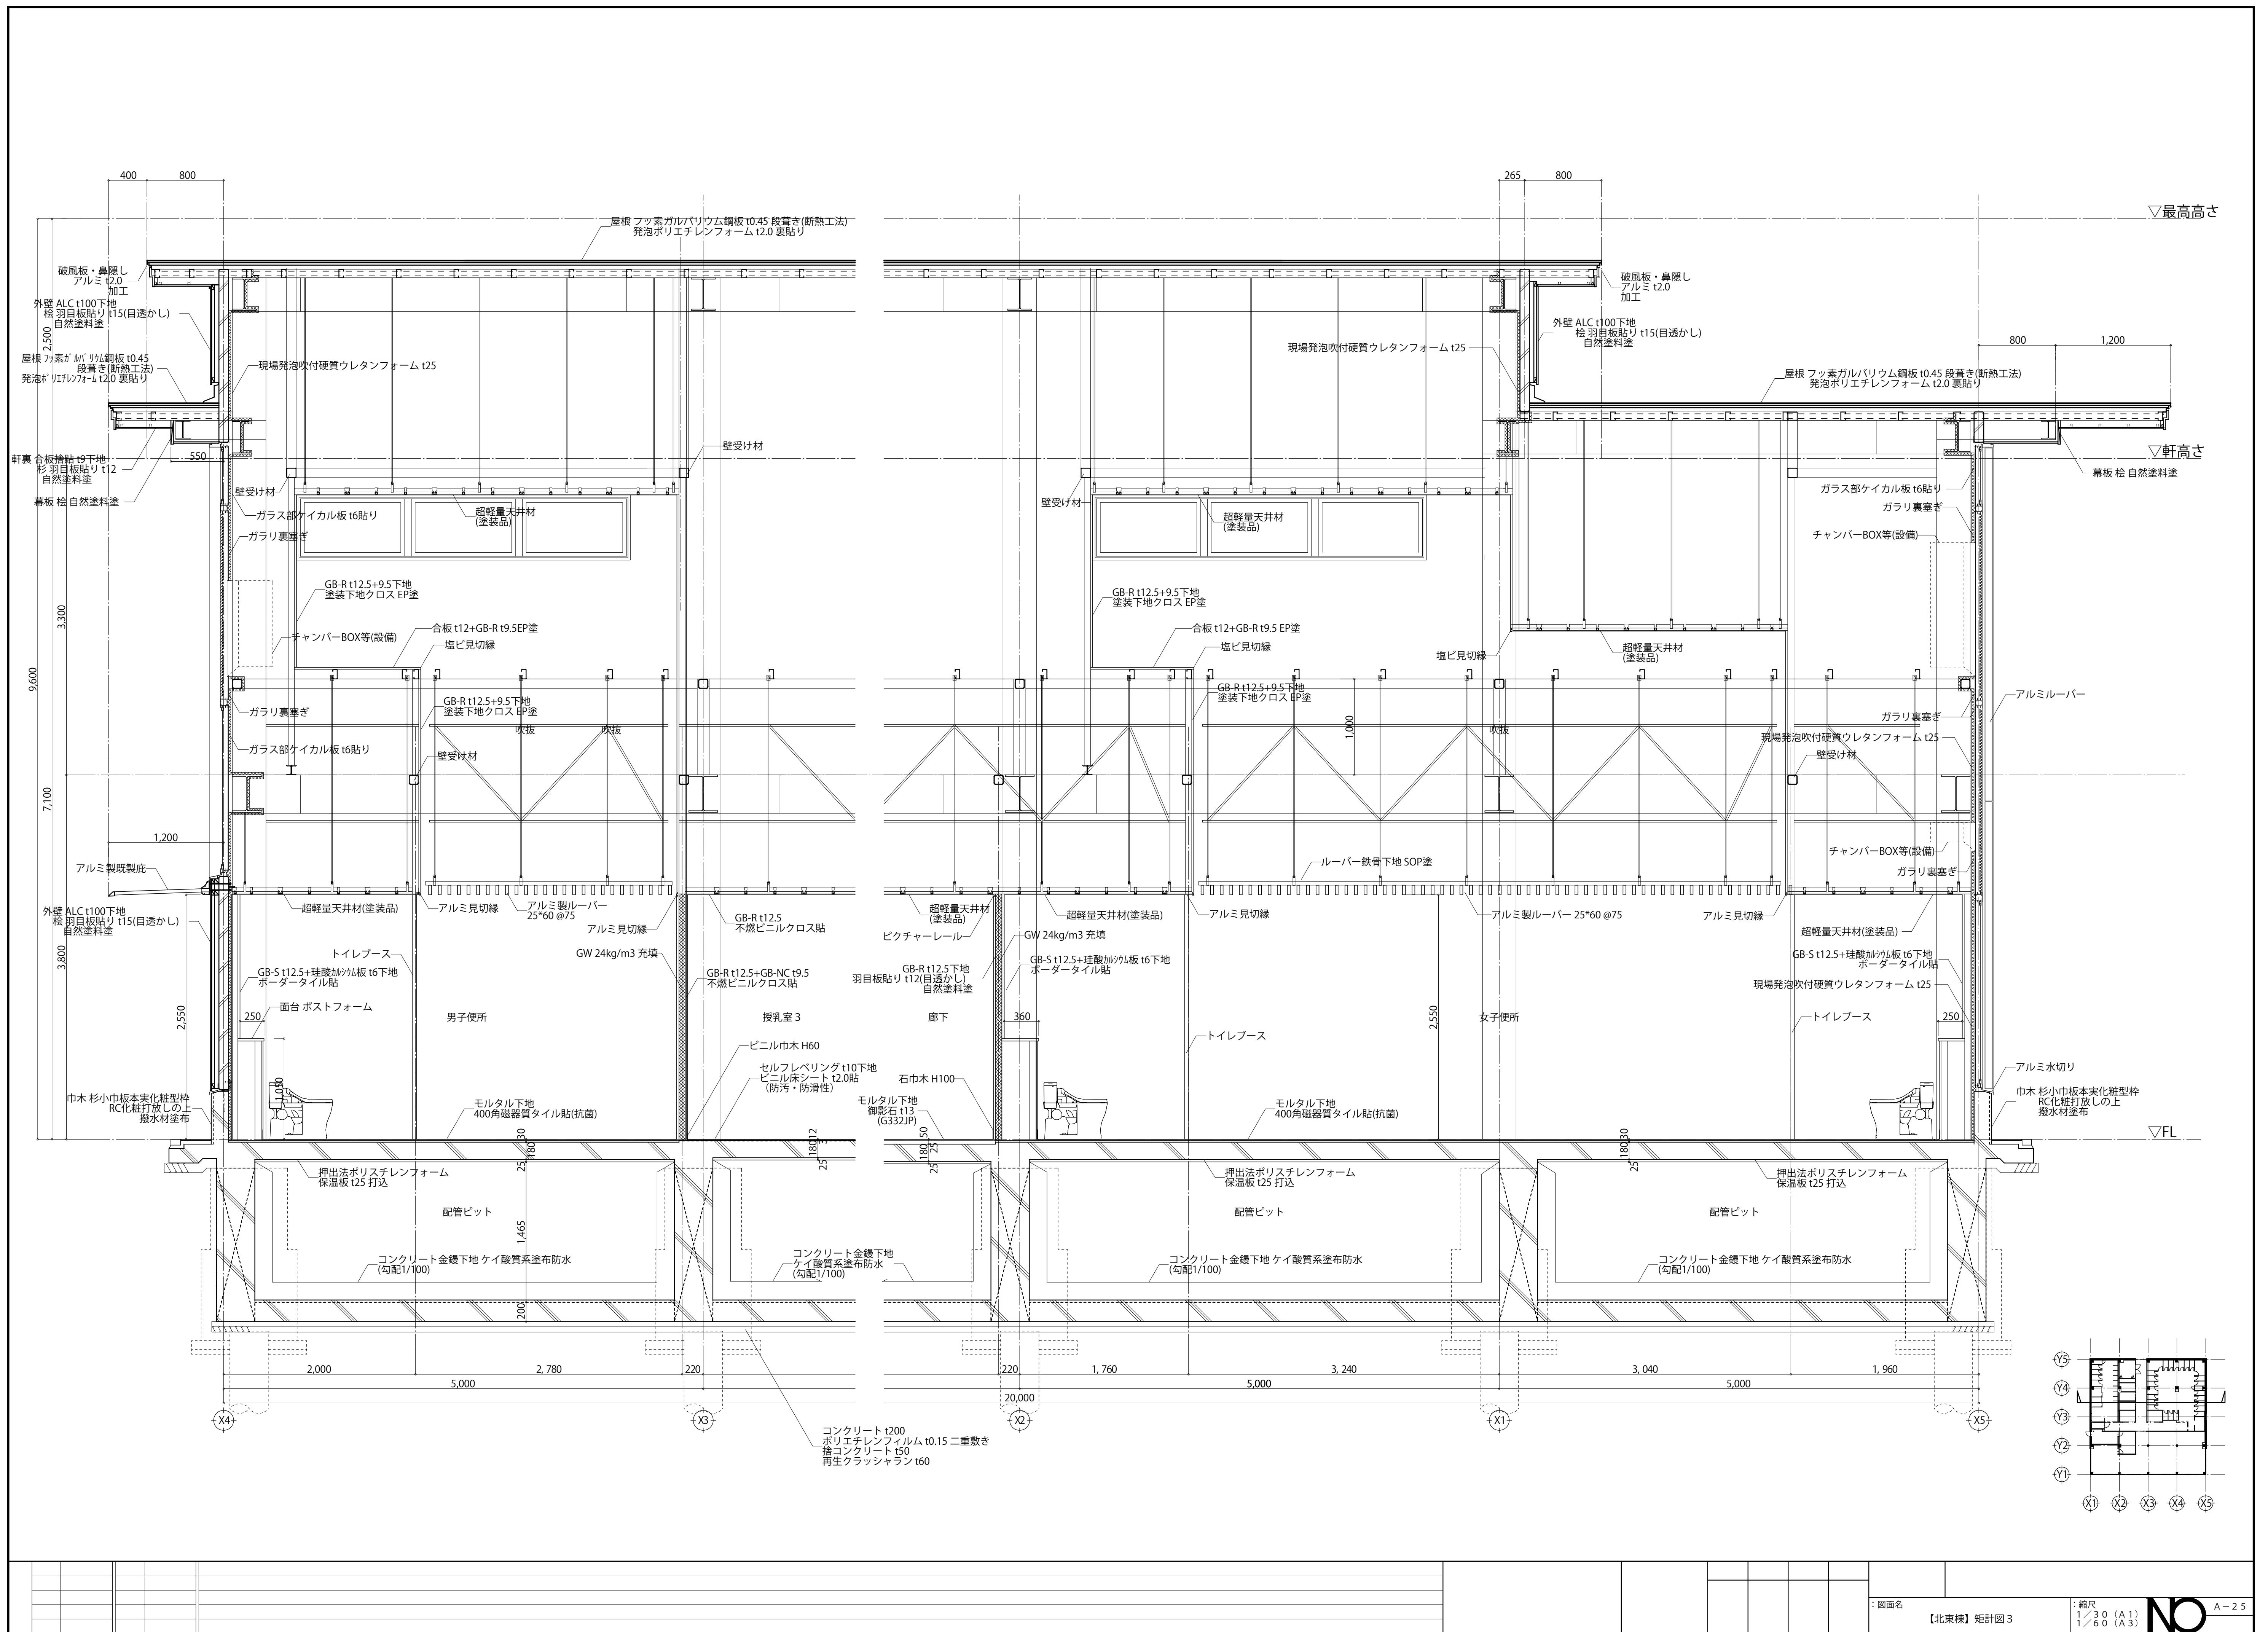 400
800
265
800
▽最高高さ
屋根 フッ素ガルバリウム鋼板 t0.45 段葺き(断熱工法)
発泡ポリエチレンフォーム t2.0 裏貼り
破風板・鼻隠し
アルミ t2.0
加工
外壁 ALC t100下地
桧 羽目板貼り t15(目透かし)
自然塗料塗
2,500
屋根 フッ素ガルバリウム鋼板 t0.45
段葺き(断熱工法)
発泡ポリエチレンフォーム t2.0 裏貼り
現場発泡吹付硬質ウレタンフォーム t25
破風板・鼻隠し
アルミ t2.0
加工
外壁 ALC t100下地
桧 羽目板貼り t15(目透かし)
自然塗料塗
現場発泡吹付硬質ウレタンフォーム t25
800
1,200
屋根 フッ素ガルバリウム鋼板 t0.45 段葺き(断熱工法)
発泡ポリエチレンフォーム t2.0 裏貼り
▽軒高さ
550
軒裏 合板捨貼 t9下地
杉 羽目板貼り t12
自然塗料塗
幕板 桧 自然塗料塗
壁受け材
壁受け材
壁受け材
ガラス部ケイカル板 t6貼り
ガラリ裏塞ぎ
超軽量天井材
(塗装品)
超軽量天井材
(塗装品)
幕板 桧 自然塗料塗
ガラス部ケイカル板 t6貼り
ガラリ裏塞ぎ
チャンバーBOX等(設備)
GB-R t12.5+9.5下地
塗装下地クロス EP塗
GB-R t12.5+9.5下地
塗装下地クロス EP塗
3,300
チャンバーBOX等(設備)
合板 t12+GB-R t9.5EP塗
塩ビ見切縁
合板 t12+GB-R t9.5 EP塗
塩ビ見切縁
塩ビ見切縁
超軽量天井材
(塗装品)
9,600
ガラリ裏塞ぎ
GB-R t12.5+9.5下地
塗装下地クロス EP塗
吹抜
吹抜
GB-R t12.5+9.5下地
塗装下地クロス EP塗
1,000
吹抜
アルミルーバー
ガラリ裏塞ぎ
現場発泡吹付硬質ウレタンフォーム t25
壁受け材
ガラス部ケイカル板 t6貼り
壁受け材
7,100
1,200
アルミ製既製庇
ルーバー鉄骨下地 SOP塗
チャンバーBOX等(設備)
ガラリ裏塞ぎ
外壁 ALC t100下地
桧 羽目板貼り t15(目透かし)
自然塗料塗
超軽量天井材(塗装品)
アルミ見切縁
アルミ製ルーバー
25*60 @75
アルミ見切縁
GB-R t12.5
不燃ビニルクロス貼
超軽量天井材
(塗装品)
ピクチャーレール
超軽量天井材(塗装品)
アルミ見切縁
アルミ製ルーバー 25*60 @75
アルミ見切縁
超軽量天井材(塗装品)
3,800
2,550
トイレブース
GB-S t12.5+珪酸カルシウム板 t6下地
ボーダータイル貼
面台 ポストフォーム
250
男子便所
GW 24kg/m3 充填
GB-R t12.5+GB-NC t9.5
不燃ビニルクロス貼
授乳室３
廊下
GW 24kg/m3 充填
GB-R t12.5下地
羽目板貼り t12(目透かし)
自然塗料塗
GB-S t12.5+珪酸カルシウム板 t6下地
ボーダータイル貼
360
トイレブース
2,550
女子便所
GB-S t12.5+珪酸カルシウム板 t6下地
ボーダータイル貼
現場発泡吹付硬質ウレタンフォーム t25
トイレブース
250
1,050
ビニル巾木 H60
セルフレベリング t10下地
ビニル床シート t2.0貼
（防汚・防滑性）
石巾木 H100
モルタル下地
御影石 t13
(G332JP)
アルミ水切り
巾木 杉小巾板本実化粧型枠
RC化粧打放しの上
撥水材塗布
巾木 杉小巾板本実化粧型枠
RC化粧打放しの上
撥水材塗布
モルタル下地
400角磁器質タイル貼(抗菌)
モルタル下地
400角磁器質タイル貼(抗菌)
▽FL
30
180
25
12
180
25
50
25
180
25
30
180
25
押出法ポリスチレンフォーム
保温板 t25 打込
押出法ポリスチレンフォーム
保温板 t25 打込
押出法ポリスチレンフォーム
保温板 t25 打込
配管ピット
1,465
配管ピット
配管ピット
コンクリート金鏝下地 ケイ酸質系塗布防水
(勾配1/100)
コンクリート金鏝下地
ケイ酸質系塗布防水
(勾配1/100)
コンクリート金鏝下地 ケイ酸質系塗布防水
(勾配1/100)
コンクリート金鏝下地 ケイ酸質系塗布防水
(勾配1/100)
200
2,000
2,780
220
220
1,760
3,240
3,040
1,960
5,000
5,000
5,000
20,000
X4
X3
X2
X1
X5
コンクリート t200
ポリエチレンフィルム t0.15 二重敷き
捨コンクリート t50
再生クラッシャラン t60
Y5
Y4
Y3
Y2
Y1
X1
X2
X3
X4
X5
：図面名
【北東棟】矩計図３
：縮尺
１／３０（Ａ１）
１／６０（Ａ３）
NO
Ａ－２５